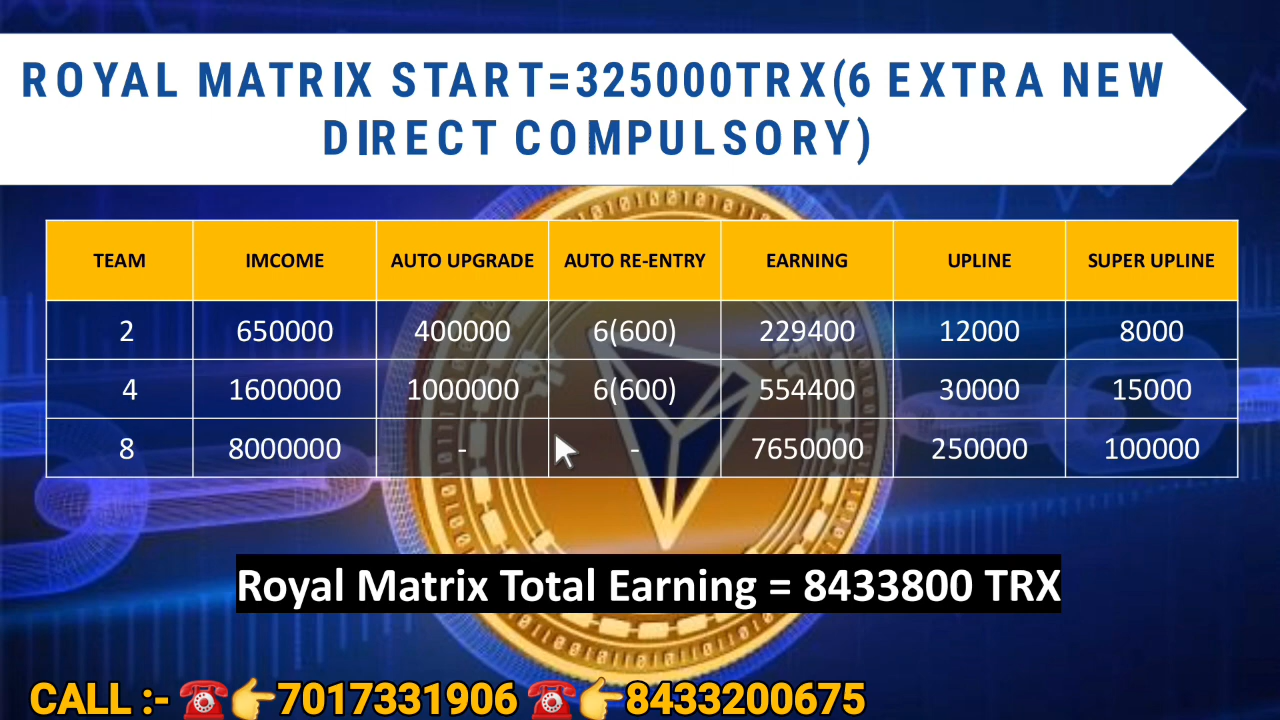 ROYAL MATRIX START=325000TRX(6 EXTRA NEW
DIRECT COMPULSORY)
TEAM IMCOME AUTO UPGRADE AUTO RE-ENTRY EARNING UPLINE SUPER UPLINE
2 650000 400000 6(600) 229400 12000 8000
4 1600000 1000000 6(600) 554400 30000 15000
8 8000000 - - 7650000 250000 100000
Royal Matrix Total Earning = 8433800 TRX
CALL :- ☎️👉7017331906 ☎️👉8433200675